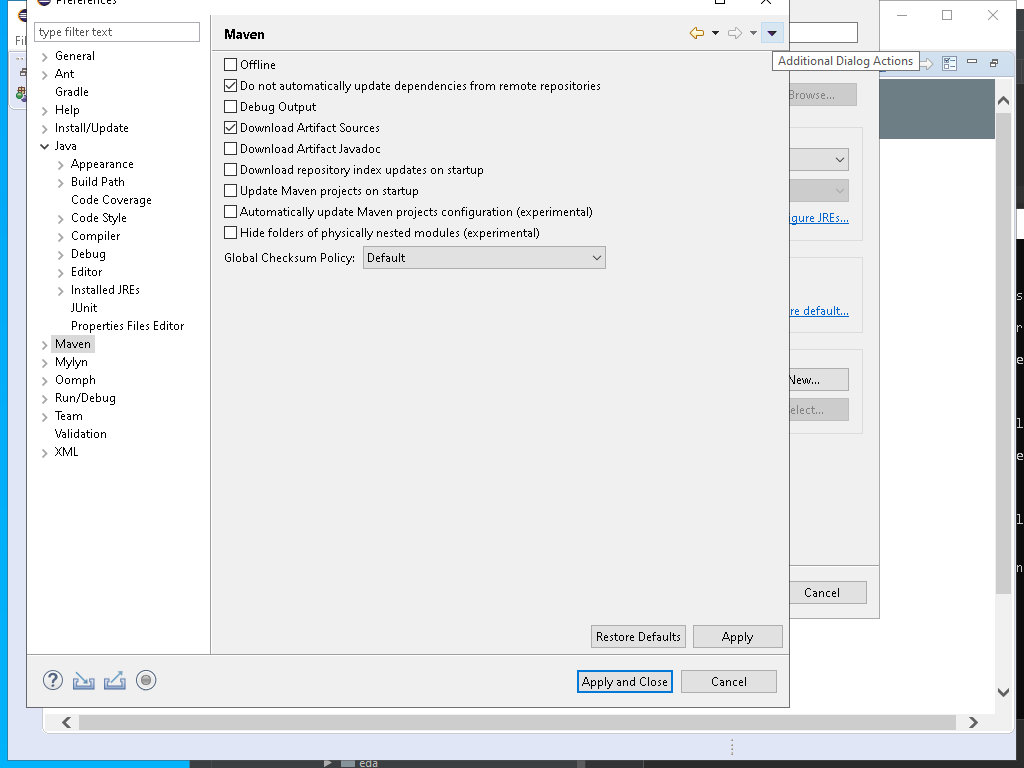 Preferences
type filter text
General
Ant
Gradle
Help
Install/Update
Java
Appearance
Build Path
Code Coverage
Code Style
Compiler
Debug
Editor
Installed JREs
JUnit
Properties Files Editor
Maven
Mylyn
Oomph
Run/Debug
Team
Validation
XML
Maven
Additional Dialog Actions
Offline
Do not automatically update dependencies from remote repositories
Debug Output
Download Artifact Sources
Download Artifact Javadoc
Download repository index updates on startup
Update Maven projects on startup
Automatically update Maven projects configuration (experimental)
Hide folders of physically nested modules (experimental)
Global Checksum Policy: Default
Restore Defaults Apply
Apply and Close Cancel
Fil
Browse...
gure JREs...
re default...
New...
elect...
Cancel
s
r
e
l
e
l
n
eda